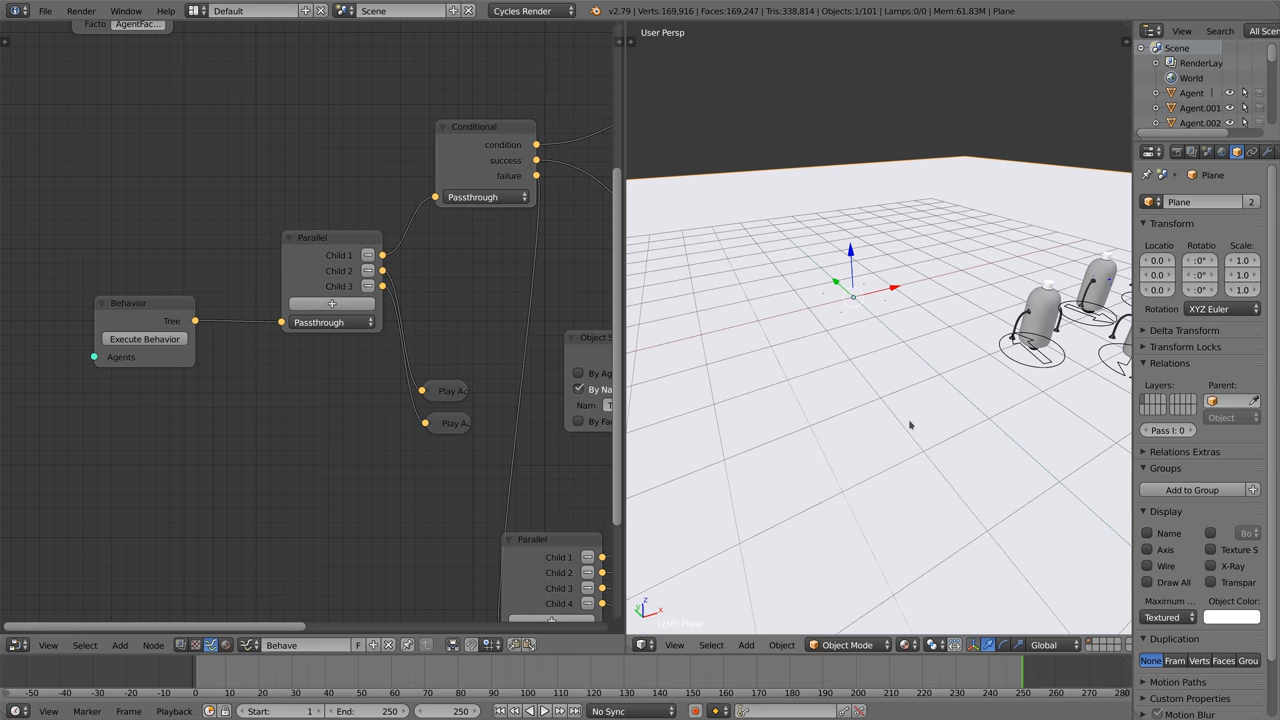 File Render Window Help Default Scene Cycles Render v2.79 | Verts:169,916 | Faces:169,247 | Tris:338,814 | Objects:1/101 | Lamps:0/0 | Mem:61.83M | Plane
Facto AgentFac...
Conditional
condition
success
failure
Passthrough
Parallel
Child 1
Child 2
Child 3
Passthrough
Behavior
Tree
Execute Behavior
Agents
Play Ac
Play Ac
Object S
By Ag
By Na
Nam
By Fa
Parallel
Child 1
Child 2
Child 3
Child 4
View Select Add Node Behave F
User Persp
z
y
x
(250) Plane
View Select Add Object Object Mode Global
View Search All Scen
Scene
RenderLay
World
Agent
Agent.001
Agent.002
Plane
Plane 2
Transform
Locatio Rotatio Scale:
0.0 :0° 1.0
0.0 :0° 1.0
0.0 :0° 1.0
Rotation XYZ Euler
Delta Transform
Transform Locks
Relations
Layers: Parent:
Object
Pass I: 0
Relations Extras
Groups
Add to Group
Display
Name Bo
Axis Texture S
Wire X-Ray
Draw All Transpar
Maximum ... Object Color:
Textured
Duplication
None Fram Verts Faces Grou
Motion Paths
Custom Properties
Motion Blur
-50 -40 -30 -20 -10 0 10 20 30 40 50 60 70 80 90 100 110 120 130 140 150 160 170 180 190 200 210 220 230 240 250 260 270 280
View Marker Frame Playback Start: 1 End: 250 250 No Sync